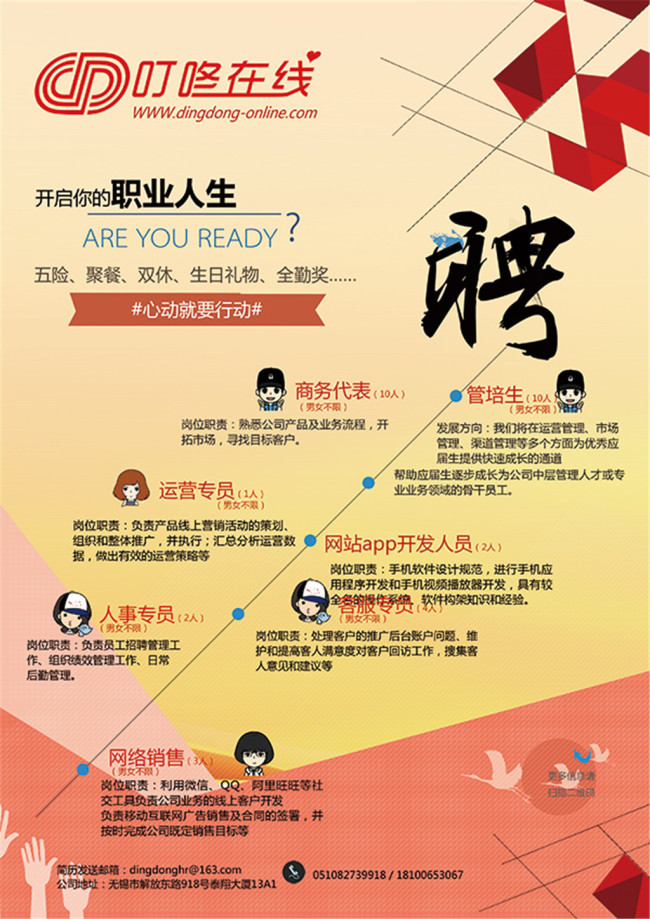 叮咚在线
WWW.dingdong-online.com
开启你的职业人生
ARE YOU READY?
五险、聚餐、双休、生日礼物、全勤奖……
#心动就要行动#
聘
商务代表(10人)
(男女不限)
岗位职责：熟悉公司产品及业务流程，开
拓市场，寻找目标客户。
管培生(10人)
(男女不限)
发展方向：我们将在运营管理、市场
管理、渠道管理等多个方面为优秀应
届生提供快速成长的通道
帮助应届生逐步成长为公司中层管理人才或专
业业务领域的骨干员工。
运营专员(1人)
(男女不限)
岗位职责：负责产品线上营销活动的策划、
组织和整体推广，并执行；汇总分析运营数
据，做出有效的运营策略等
网站app开发人员(2人)
岗位职责：手机软件设计规范，进行手机应
用程序开发和手机视频播放器开发，具有较
软件构架知识和经验。
人事专员(2人)
(男女不限)
岗位职责：负责员工招聘管理工
作、组织绩效管理工作、日常
后勤管理。
客服专员(4人)
(男女不限)
岗位职责：处理客户的推广后台账户问题、维
护和提高客人满意度对客户回访工作，搜集客
人意见和建议等
网络销售(3人)
(男女不限)
岗位职责：利用微信、QQ、阿里旺旺等社
交工具负责公司业务的线上客户开发
负责移动互联网广告销售及合同的签署，并
按时完成公司既定销售目标等
更多信息请
扫描二维码
简历发送邮箱：dingdonghr@163.com
公司地址：无锡市解放东路918号泰翔大厦13A1
051082739918 / 18100653067